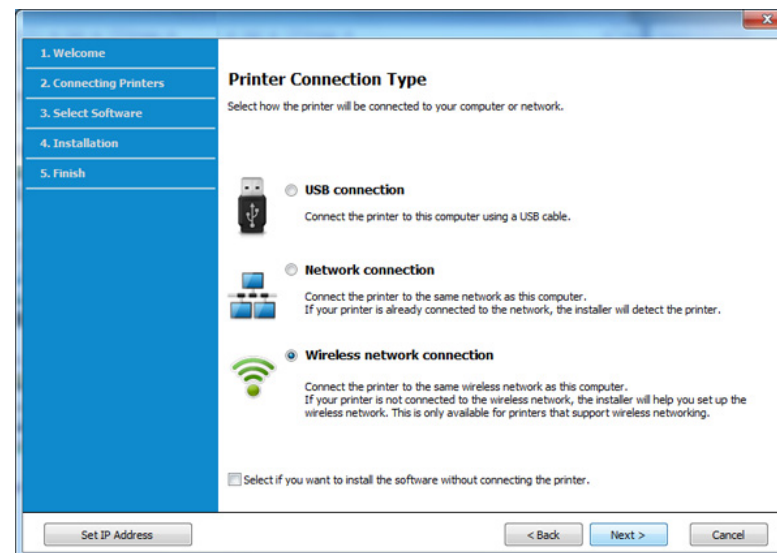 1. Welcome
2. Connecting Printers
3. Select Software
4. Installation
5. Finish
Printer Connection Type
Select how the printer will be connected to your computer or network.
USB connection
Connect the printer to this computer using a USB cable.
Network connection
Connect the printer to the same network as this computer.
If your printer is already connected to the network, the installer will detect the printer.
Wireless network connection
Connect the printer to the same wireless network as this computer.
If your printer is not connected to the wireless network, the installer will help you set up the
wireless network. This is only available for printers that support wireless networking.
Select if you want to install the software without connecting the printer.
Set IP Address
< Back
Next >
Cancel